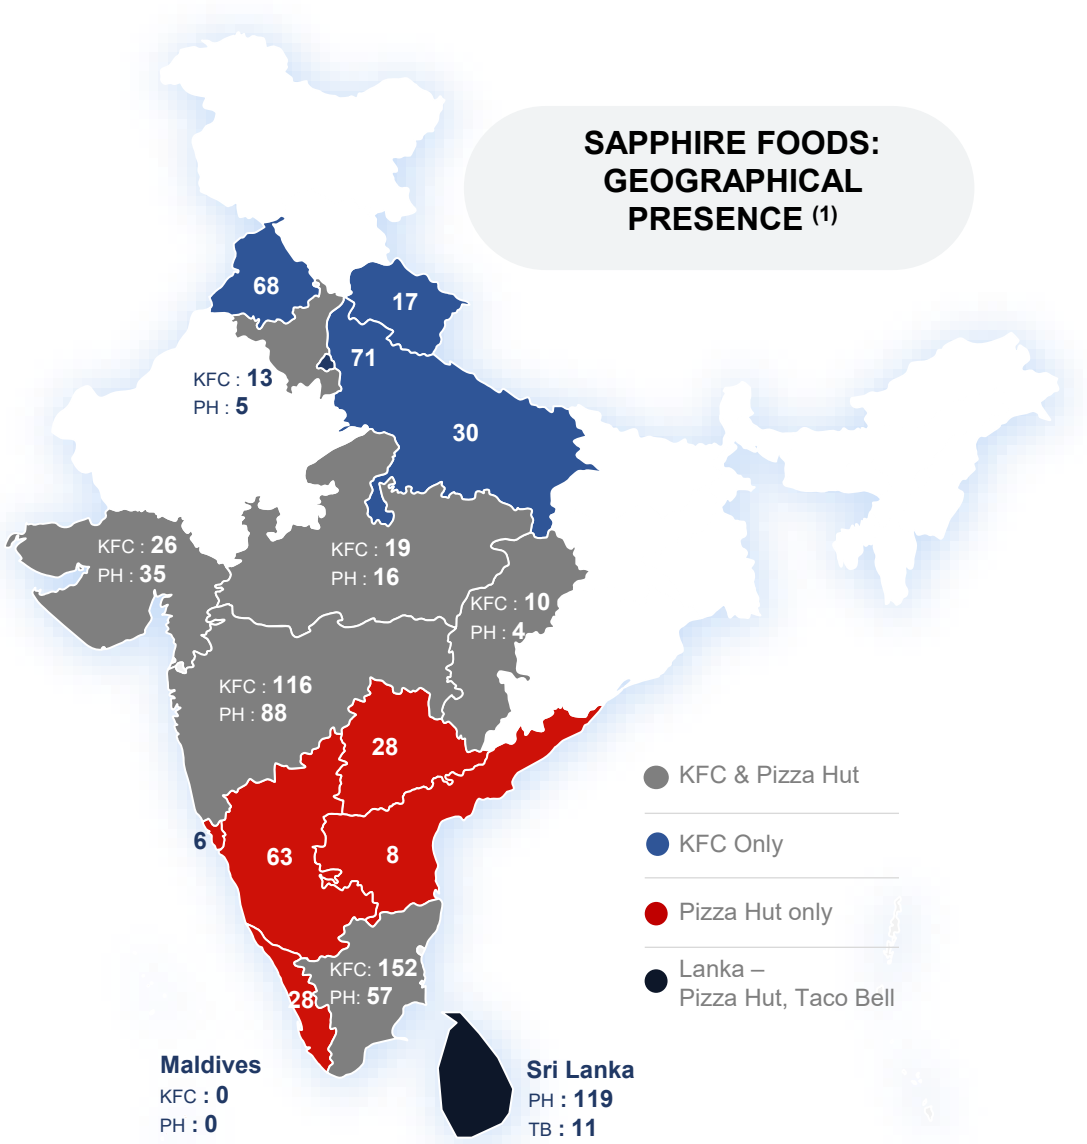 SAPPHIRE FOODS:
GEOGRAPHICAL
PRESENCE (1)
68
17
71
KFC : 13
PH : 5
30
KFC : 26
PH : 35
KFC : 19
PH : 16
KFC : 10
PH : 4
KFC : 116
PH : 88
28
KFC & Pizza Hut
6
63
8
KFC Only
Pizza Hut only
KFC: 152
PH: 57
28
Lanka –
Pizza Hut, Taco Bell
Maldives
KFC : 0
PH : 0
Sri Lanka
PH : 119
TB : 11